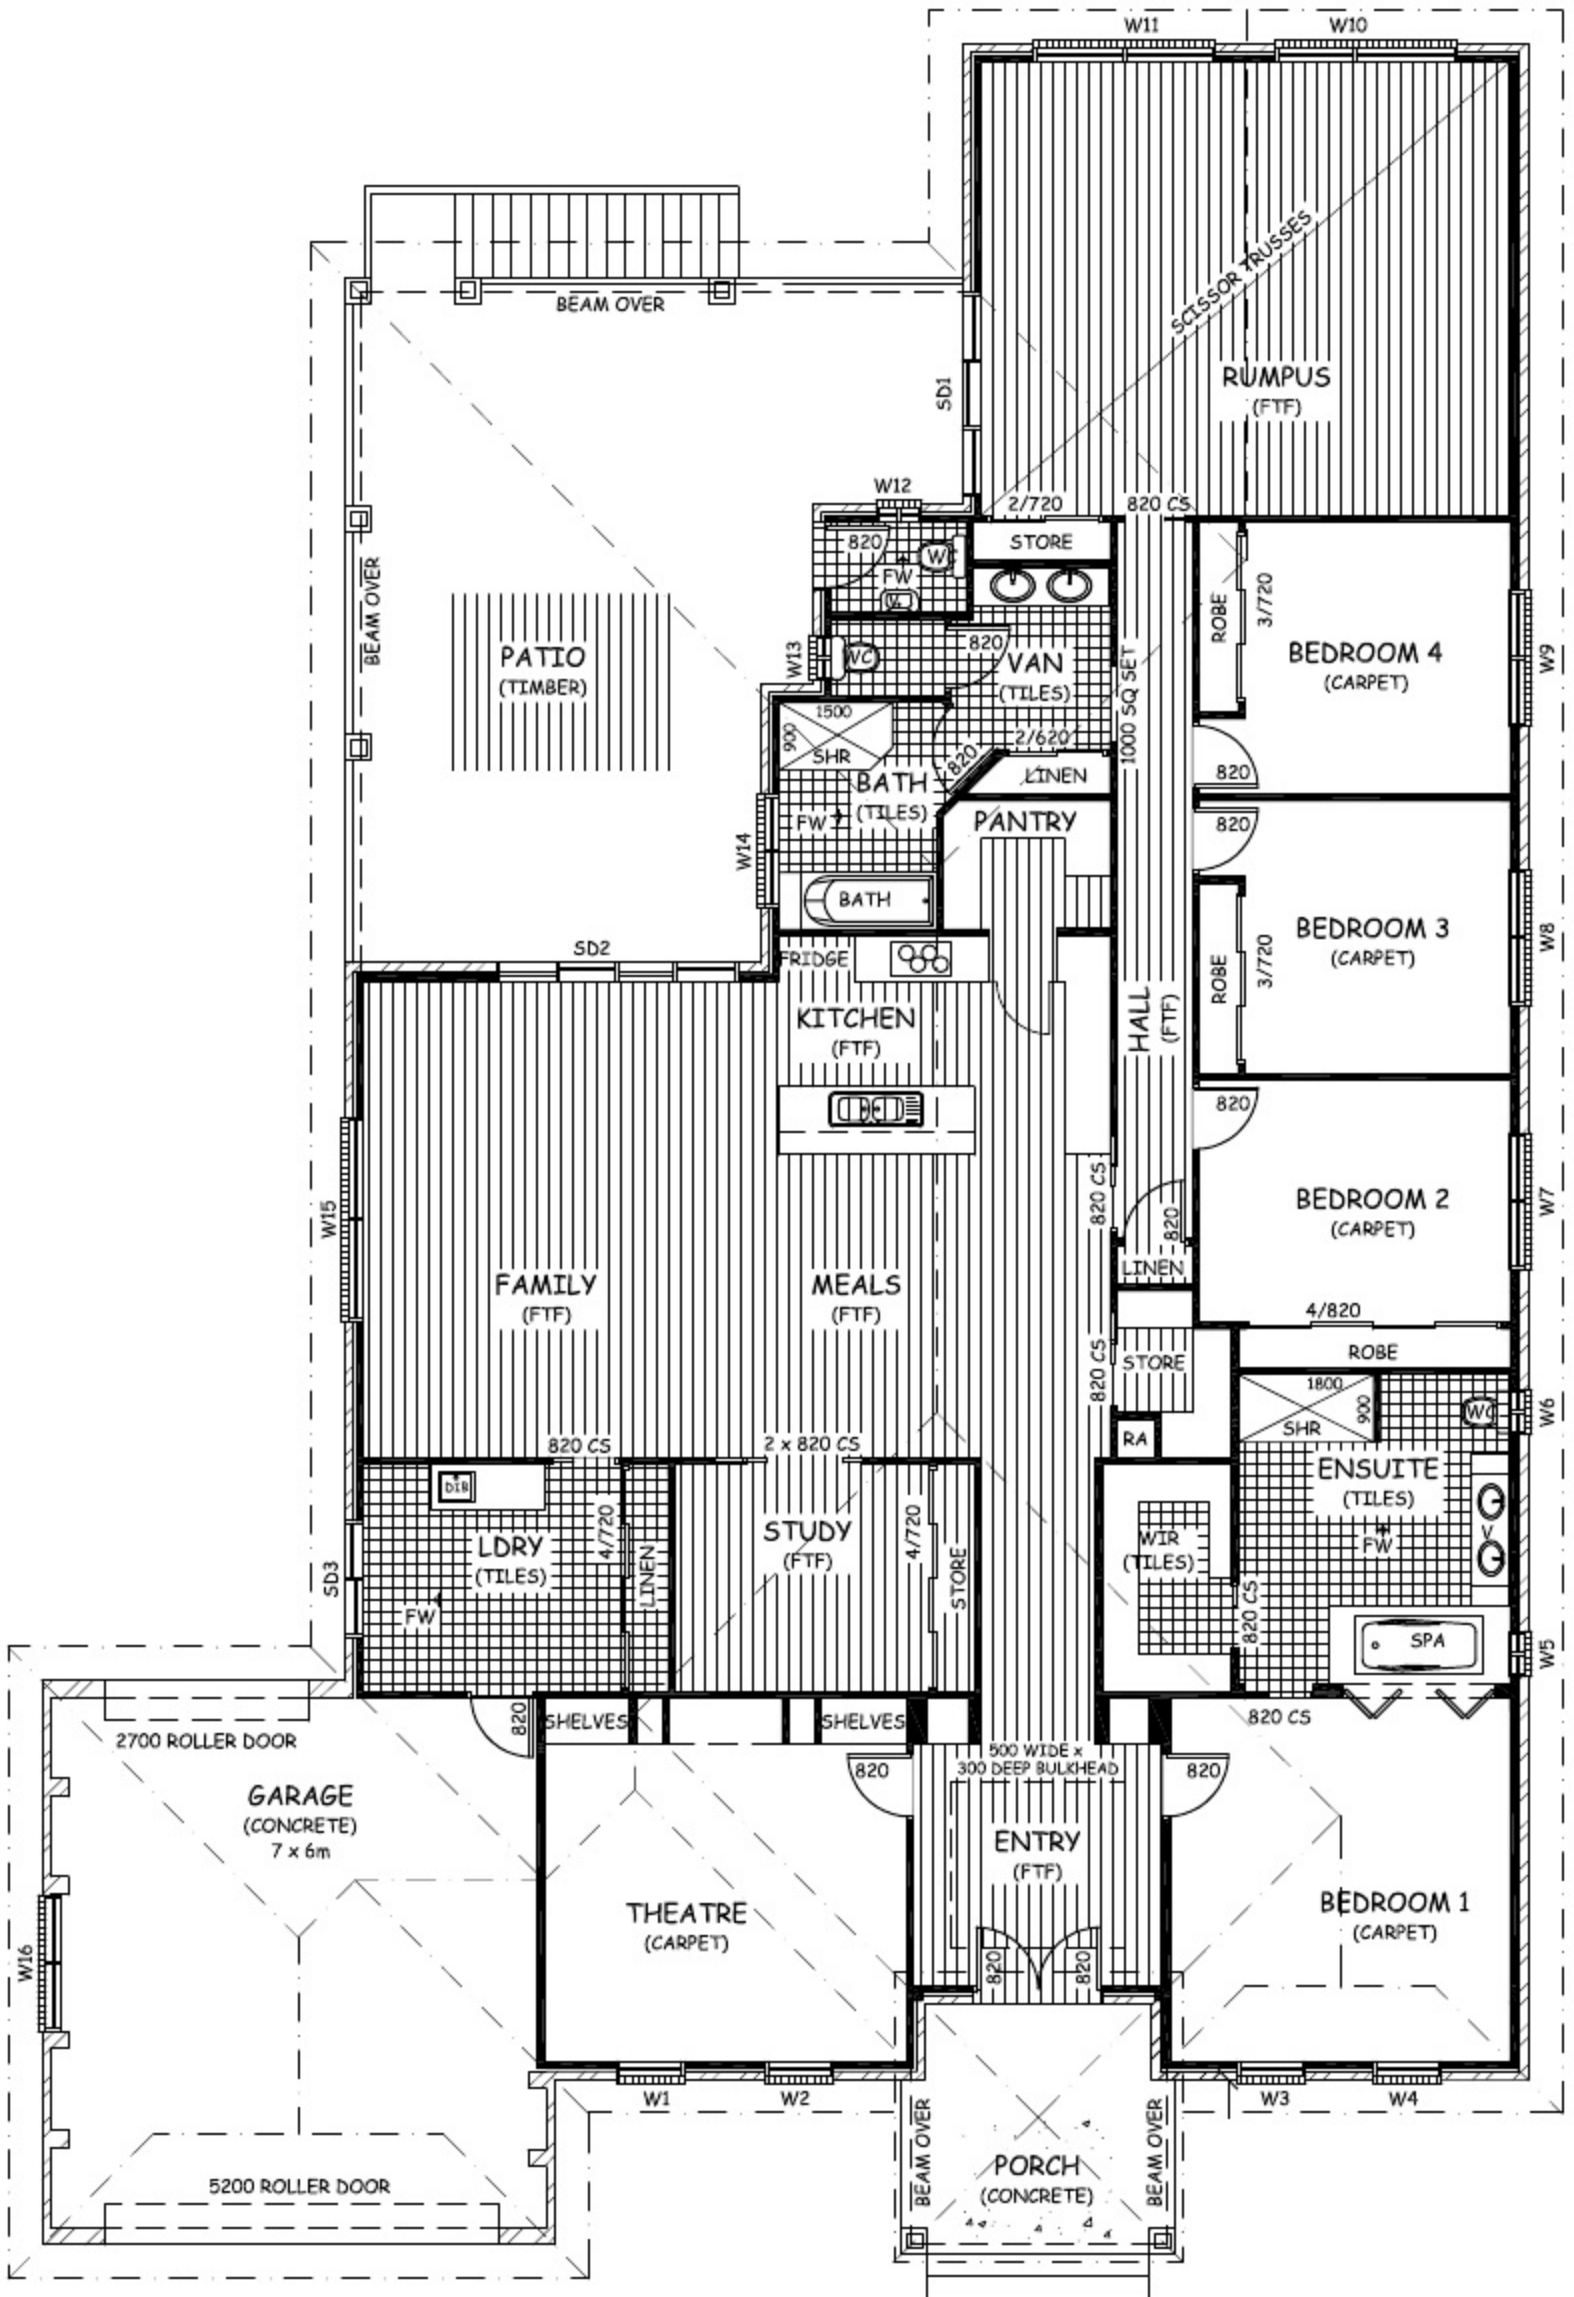 W11
W10
SCISSOR TRUSSES
BEAM OVER
SD1
RUMPUS
(FTF)
W12
2/720
820 CS
820
WC
FW
STORE
BEAM OVER
PATIO
(TIMBER)
W13
WC
820
VAN
(TILES)
1000 SQ SET
ROBE
3/720
BEDROOM 4
(CARPET)
W9
1500
900
SHR
2/620
820
LINEN
820
BATH
(TILES)
FW
W14
PANTRY
820
BATH
BEDROOM 3
(CARPET)
W8
ROBE
3/720
SD2
FRIDGE
KITCHEN
(FTF)
HALL
(FTF)
820
W15
820 CS
820
BEDROOM 2
(CARPET)
W7
FAMILY
(FTF)
MEALS
(FTF)
LINEN
4/820
820 CS
STORE
ROBE
1800
900
SHR
WC
W6
RA
820 CS
2 x 820 CS
DIB
ENSUITE
(TILES)
FW
V
LDRY
(TILES)
4/720
LINEN
STUDY
(FTF)
4/720
STORE
WIR
(TILES)
SD3
FW
820 CS
SPA
W5
820
SHELVES
SHELVES
820 CS
2700 ROLLER DOOR
500 WIDE x
300 DEEP BULKHEAD
820
820
GARAGE
(CONCRETE)
7 x 6m
ENTRY
(FTF)
THEATRE
(CARPET)
BEDROOM 1
(CARPET)
W16
820
820
W1
W2
W3
W4
BEAM OVER
BEAM OVER
PORCH
(CONCRETE)
5200 ROLLER DOOR